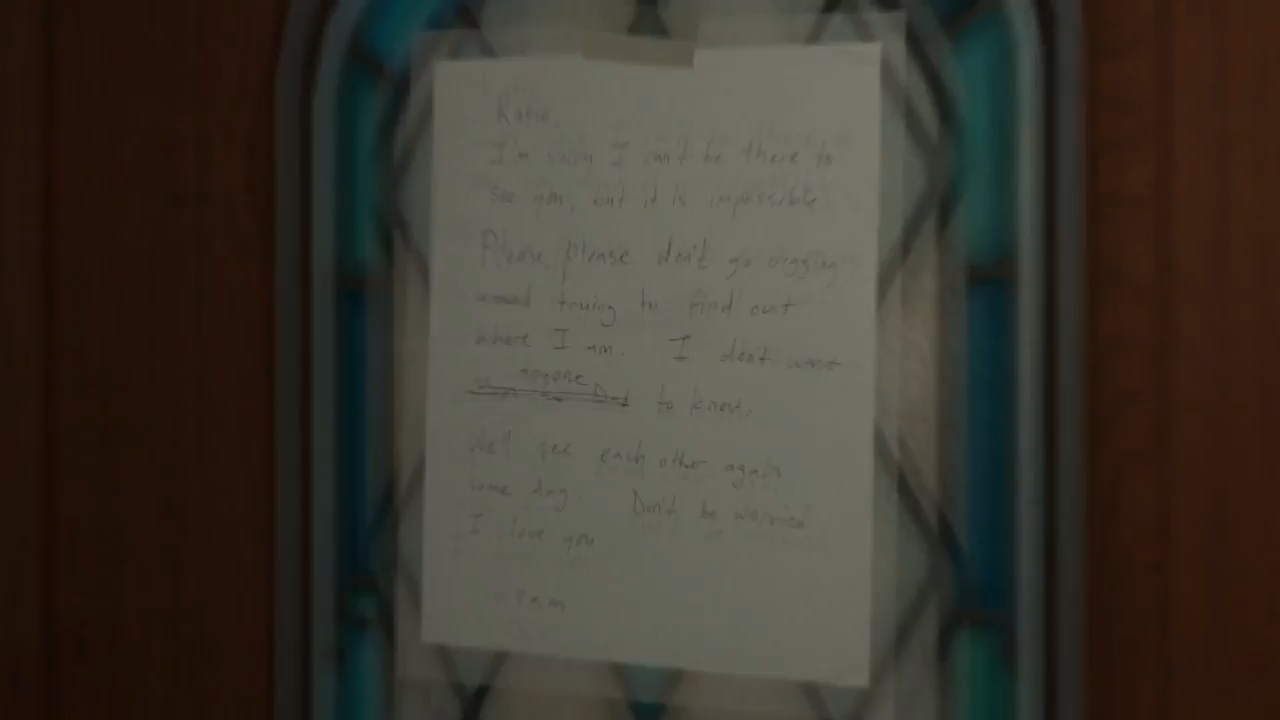 Katie
I'm sorry I can't be there to
see you, but it is impossible
Please, please don't go digging
trying to find out
where I am. I don't want
anyone to know.
We'll see each other again
some day. Don't be worried
I love you
Sam